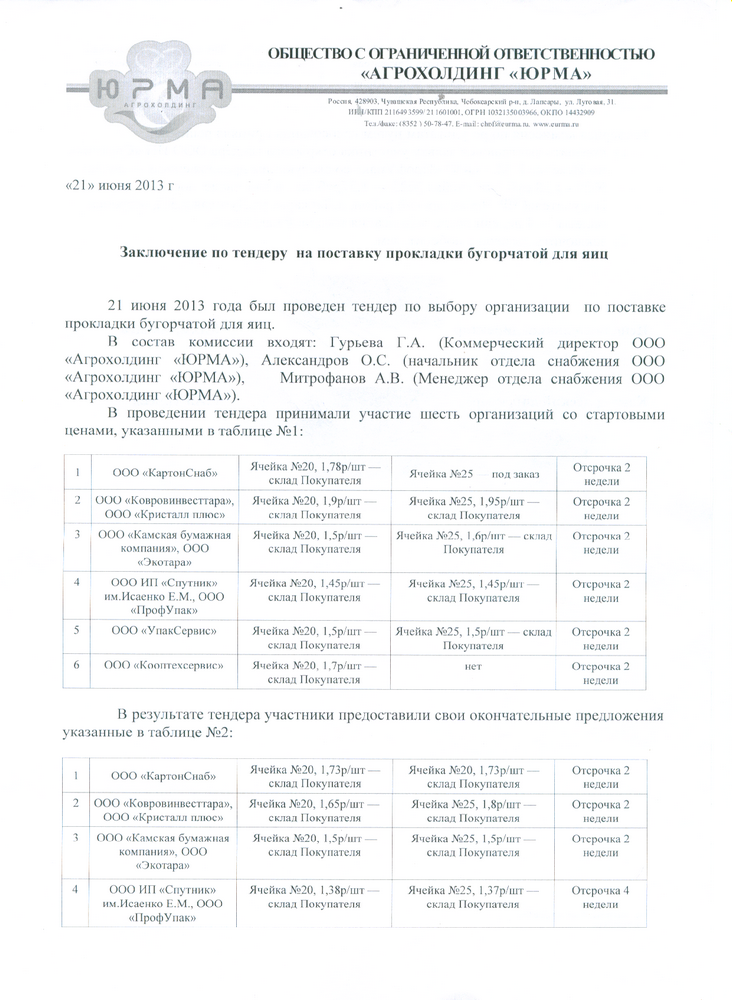 ЮРМА
АГРОХОЛДИНГ
ОБЩЕСТВО С ОГРАНИЧЕННОЙ ОТВЕТСТВЕННОСТЬЮ
«АГРОХОЛДИНГ «ЮРМА»
Россия, 428903, Чувашская Республика, Чебоксарский р-н, д. Лапсары, ул. Луговая, 31.
ИНН/КПП 2116493599/ 211601001, ОГРН 1032135003966, ОКПО 14432909
Тел./факс: (8352 ) 50-78-47. E-mail: chrf@eurma.ru. www.eurma.ru
«21» июня 2013 г
Заключение по тендеру на поставку прокладки бугорчатой для яиц
21 июня 2013 года был проведен тендер по выбору организации по поставке
прокладки бугорчатой для яиц.
В состав комиссии входят: Гурьева Г.А. (Коммерческий директор ООО
«Агрохолдинг «ЮРМА»), Александров О.С. (начальник отдела снабжения ООО
«Агрохолдинг «ЮРМА»), Митрофанов А.В. (Менеджер отдела снабжения ООО
«Агрохолдинг «ЮРМА»).
В проведении тендера принимали участие шесть организаций со стартовыми
ценами, указанными в таблице №1:
1 ООО «КартонСнаб» Ячейка №20, 1,78р/шт — Ячейка №25 под заказ Отсрочка 2
склад Покупателя недели
2 ООО «Ковровинвесттара», Ячейка №20, 1,9р/шт — Ячейка №25, 1,95р/шт — Отсрочка 2
ООО «Кристалл плюс» склад Покупателя склад Покупателя недели
3 ООО «Камская бумажная Ячейка №20, 1,5р/шт — Ячейка №25, 1,6р/шт — склад Отсрочка 2
компания», ООО склад Покупателя Покупателя недели
«Экотара»
4 ООО ИП «Спутник» Ячейка №20, 1,45р/шт — Ячейка №25, 1,45р/шт — Отсрочка 2
им.Исаенко Е.М., ООО склад Покупателя склад Покупателя недели
«ПрофУпак»
5 ООО «УпакСервис» Ячейка №20, 1,5р/шт — Ячейка №25, 1,5р/шт — склад Отсрочка 2
склад Покупателя Покупателя недели
6 ООО «Кооптехсервис» Ячейка №20, 1,7р/шт — нет Отсрочка 2
склад Покупателя недели
В результате тендера участники предоставили свои окончательные предложения
указанные в таблице №2:
1 ООО «КартонСнаб» Ячейка №20, 1,73р/шт — Ячейка №20, 1,73р/шт — Отсрочка 2
склад Покупателя склад Покупателя недели
2 ООО «Ковровинвесттара», Ячейка №20, 1,65р/шт — Ячейка №25, 1,8р/шт — Отсрочка 2
ООО «Кристалл плюс» склад Покупателя склад Покупателя недели
3 ООО «Камская бумажная Ячейка №20, 1,5р/шт — Ячейка №25, 1,5р/шт — Отсрочка 2
компания», ООО склад Покупателя склад Покупателя недели
«Экотара»
4 ООО ИП «Спутник» Ячейка №20, 1,38р/шт — Ячейка №25, 1,37р/шт — Отсрочка 4
им.Исаенко Е.М., ООО склад Покупателя склад Покупателя недели
«ПрофУпак»